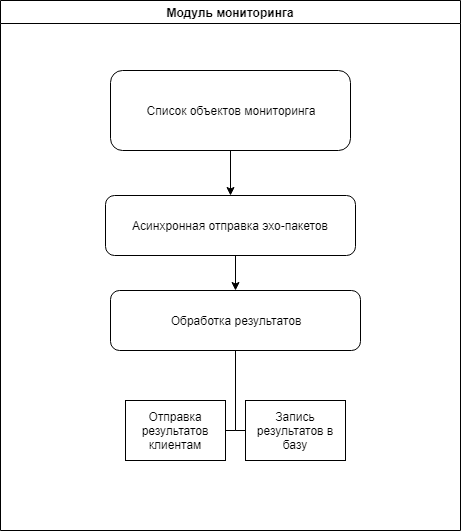 Модуль мониторинга
Список объектов мониторинга
Асинхронная отправка эхо-пакетов
Обработка результатов
Отправка
результатов
клиентам
Запись
результатов в
базу